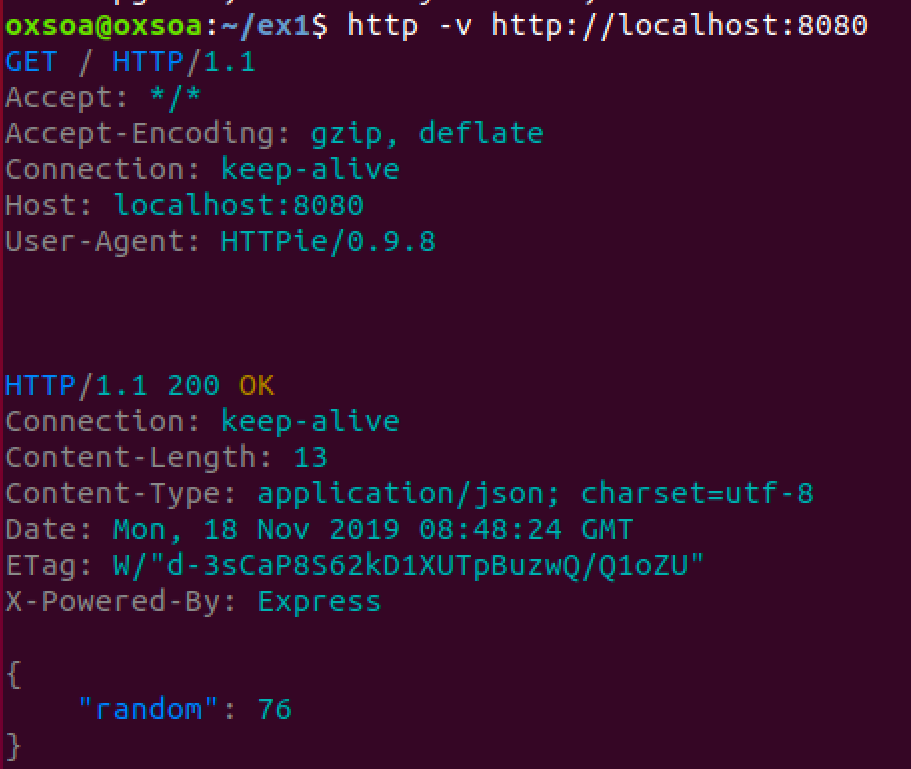 oxsoa@oxsoa:~/ex1$ http -v http://localhost:8080
GET / HTTP/1.1
Accept: */*
Accept-Encoding: gzip, deflate
Connection: keep-alive
Host: localhost:8080
User-Agent: HTTPie/0.9.8
HTTP/1.1 200 OK
Connection: keep-alive
Content-Length: 13
Content-Type: application/json; charset=utf-8
Date: Mon, 18 Nov 2019 08:48:24 GMT
ETag: W/"d-3sCaP8S62kD1XUTpBuzwQ/Q1oZU"
X-Powered-By: Express
{
    "random": 76
}